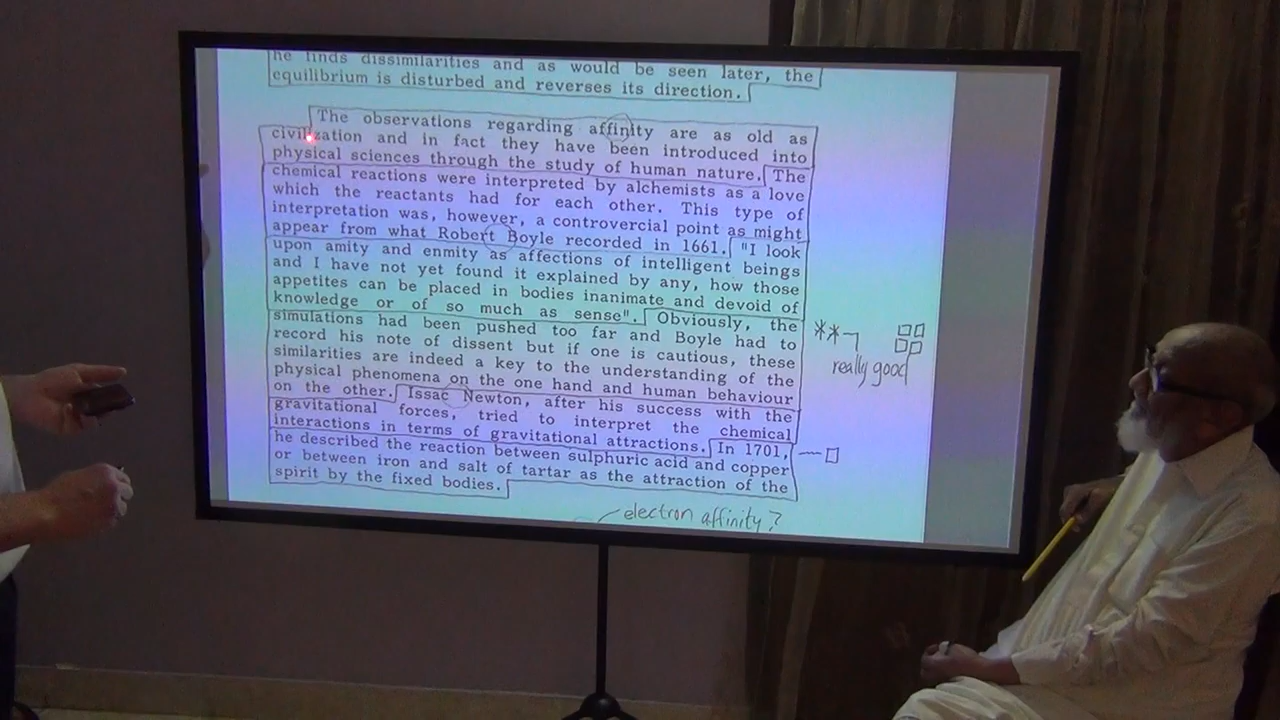 he finds dissimilarities and as would be seen later, the
equilibrium is disturbed and reverses its direction.
The observations regarding affinity are as old as
civilization and in fact they have been introduced into
physical sciences through the study of human nature. The
chemical reactions were interpreted by alchemists as a love
which the reactants had for each other. This type of
interpretation was, however, a controvercial point as might
appear from what Robert Boyle recorded in 1661. "I look
upon amity and enmity as affections of intelligent beings
and I have not yet found it explained by any, how those
appetites can be placed in bodies inanimate and devoid of
knowledge or of so much as sense". Obviously, the
simulations had been pushed too far and Boyle had to
record his note of dissent but if one is cautious, these
similarities are indeed a key to the understanding of the
physical phenomena on the one hand and human behaviour
on the other. Issac Newton, after his success with the
gravitational forces, tried to interpret the chemical
interactions in terms of gravitational attractions. In 1701,
he described the reaction between sulphuric acid and copper
or between iron and salt of tartar as the attraction of the
spirit by the fixed bodies.
really good
electron affinity?